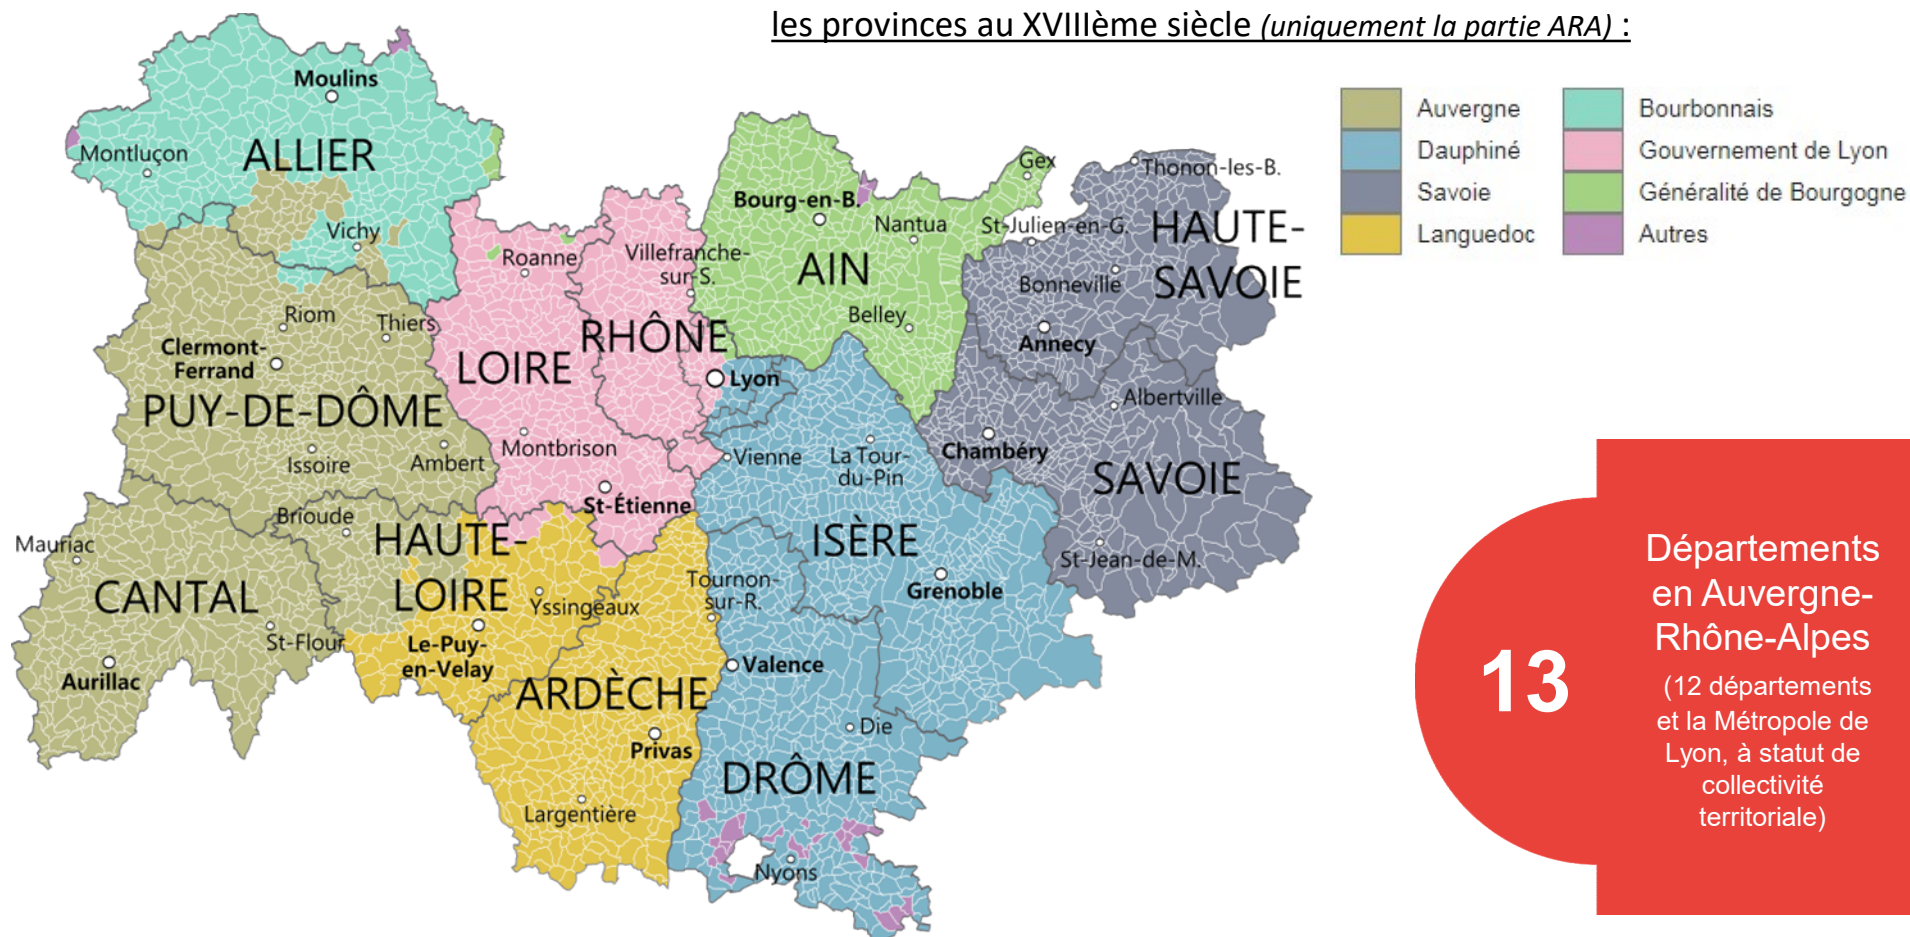 les provinces au XVIIIème siècle (uniquement la partie ARA) :
Auvergne
Bourbonnais
Dauphiné
Gouvernement de Lyon
Savoie
Généralité de Bourgogne
Languedoc
Autres
Moulins
Montluçon
ALLIER
Vichy
Riom
Thiers
Clermont-
Ferrand
PUY-DE-DÔME
Issoire
Ambert
Mauriac
CANTAL
St-Flour
Aurillac
Brioude
HAUTE-
LOIRE
Yssingeaux
Le-Puy-
en-Velay
Roanne
LOIRE
Montbrison
St-Étienne
Villefranche-
sur-S.
RHÔNE
Lyon
Bourg-en-B.
Nantua
Gex
AIN
Belley
Thonon-les-B.
St-Julien-en-G.
HAUTE-
SAVOIE
Bonneville
Annecy
Albertville
Chambéry
SAVOIE
St-Jean-de-M.
Vienne
La Tour-
du-Pin
ISÈRE
Grenoble
Tournon-
sur-R.
ARDÈCHE
Privas
Largentière
Valence
Die
DRÔME
Nyons
13
Départements
en Auvergne-
Rhône-Alpes
(12 départements
et la Métropole de
Lyon, à statut de
collectivité
territoriale)